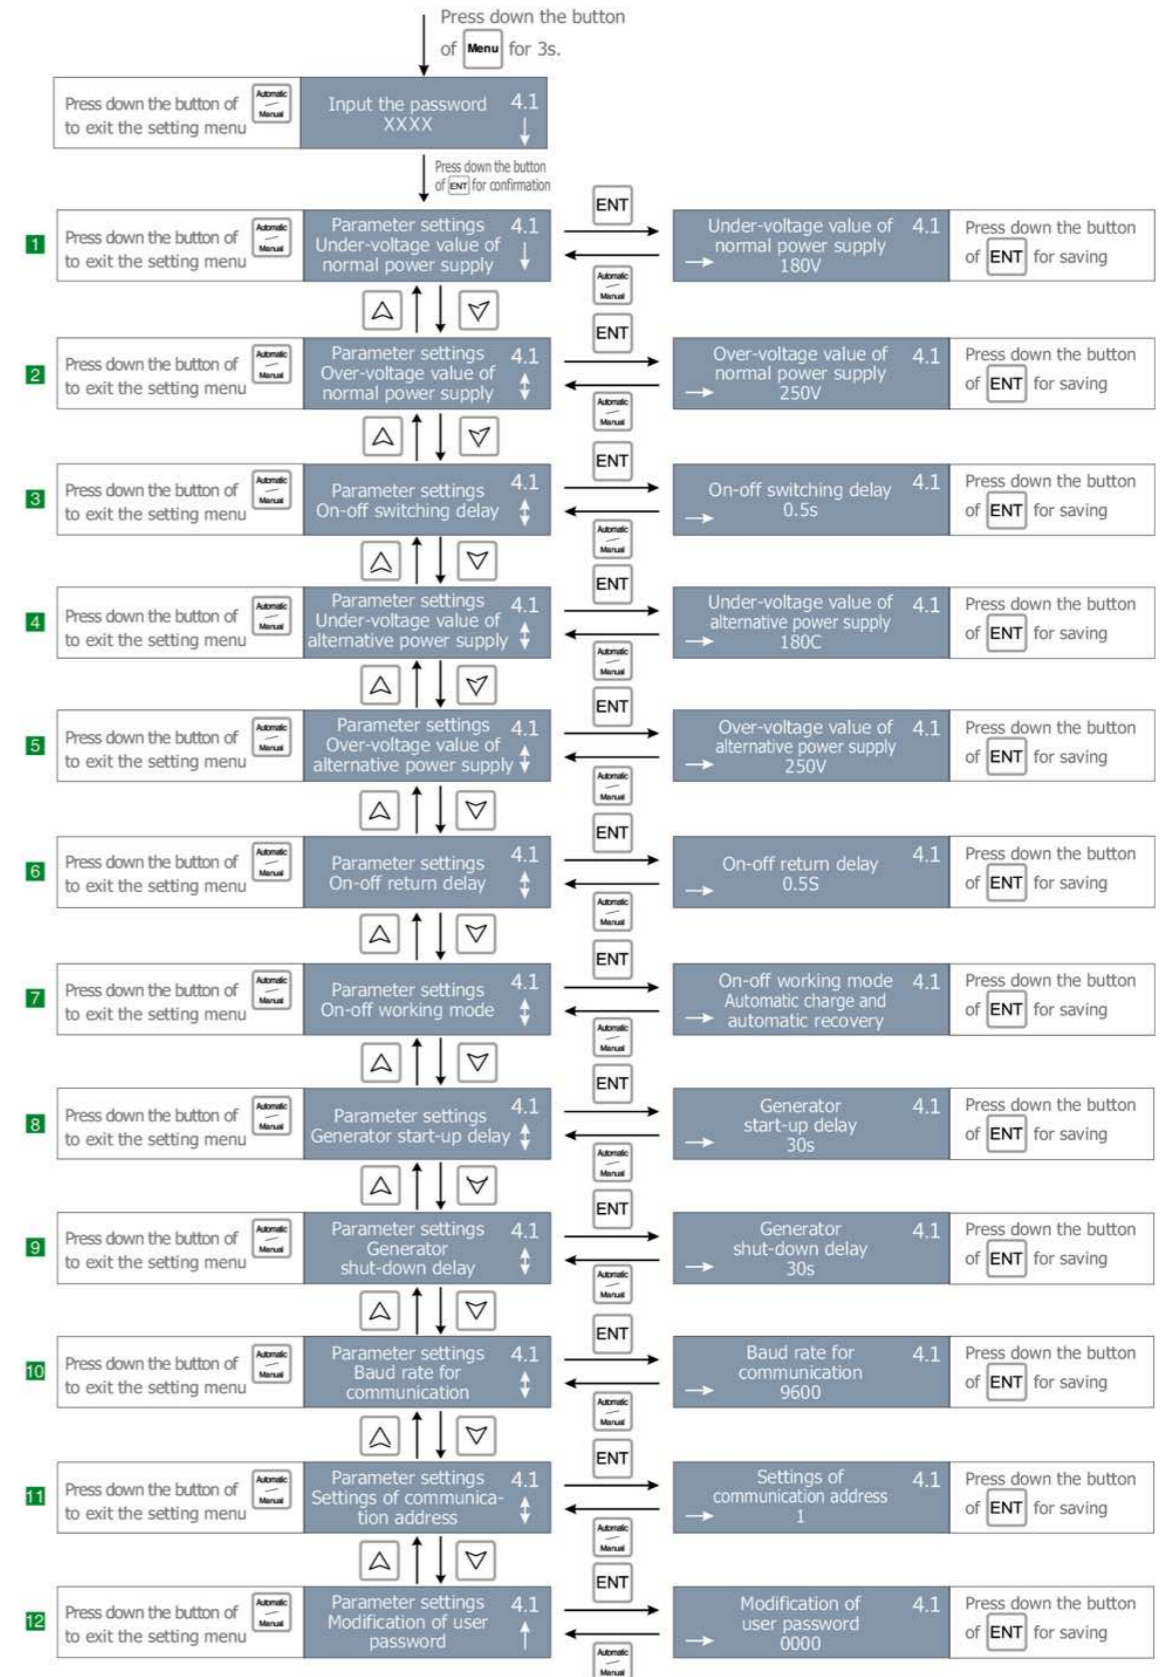 Press down the button
of Menu for 3s.
Press down the button of Automatic Manual
to exit the setting menu
Input the password 4.1
XXXX
Press down the button
of ENT for confirmation
ENT
1
Press down the button of Automatic Manual
to exit the setting menu
Parameter settings 4.1
Under-voltage value of
normal power supply
Under-voltage value of 4.1
normal power supply
180V
Press down the button
of ENT for saving
Automatic Manual
ENT
2
Press down the button of Automatic Manual
to exit the setting menu
Parameter settings 4.1
Over-voltage value of
normal power supply
Over-voltage value of 4.1
normal power supply
250V
Press down the button
of ENT for saving
Automatic Manual
ENT
3
Press down the button of Automatic Manual
to exit the setting menu
Parameter settings 4.1
On-off switching delay
On-off switching delay 4.1
0.5s
Press down the button
of ENT for saving
Automatic Manual
ENT
4
Press down the button of Automatic Manual
to exit the setting menu
Parameter settings 4.1
Under-voltage value of
alternative power supply
Under-voltage value of 4.1
alternative power supply
180C
Press down the button
of ENT for saving
Automatic Manual
ENT
5
Press down the button of Automatic Manual
to exit the setting menu
Parameter settings 4.1
Over-voltage value of
alternative power supply
Over-voltage value of 4.1
alternative power supply
250V
Press down the button
of ENT for saving
Automatic Manual
ENT
6
Press down the button of Automatic Manual
to exit the setting menu
Parameter settings 4.1
On-off return delay
On-off return delay 4.1
0.5S
Press down the button
of ENT for saving
Automatic Manual
ENT
7
Press down the button of Automatic Manual
to exit the setting menu
Parameter settings 4.1
On-off working mode
On-off working mode 4.1
Automatic charge and
automatic recovery
Press down the button
of ENT for saving
Automatic Manual
ENT
8
Press down the button of Automatic Manual
to exit the setting menu
Parameter settings 4.1
Generator start-up delay
Generator 4.1
start-up delay
30s
Press down the button
of ENT for saving
Automatic Manual
ENT
9
Press down the button of Automatic Manual
to exit the setting menu
Parameter settings 4.1
Generator
shut-down delay
Generator 4.1
shut-down delay
30s
Press down the button
of ENT for saving
Automatic Manual
ENT
10
Press down the button of Automatic Manual
to exit the setting menu
Parameter settings 4.1
Baud rate for
communication
Baud rate for 4.1
communication
9600
Press down the button
of ENT for saving
Automatic Manual
ENT
11
Press down the button of Automatic Manual
to exit the setting menu
Parameter settings 4.1
Settings of communica-
tion address
Settings of 4.1
communication address
1
Press down the button
of ENT for saving
Automatic Manual
ENT
12
Press down the button of Automatic Manual
to exit the setting menu
Parameter settings 4.1
Modification of user
password
Modification of 4.1
user password
0000
Press down the button
of ENT for saving
Automatic Manual